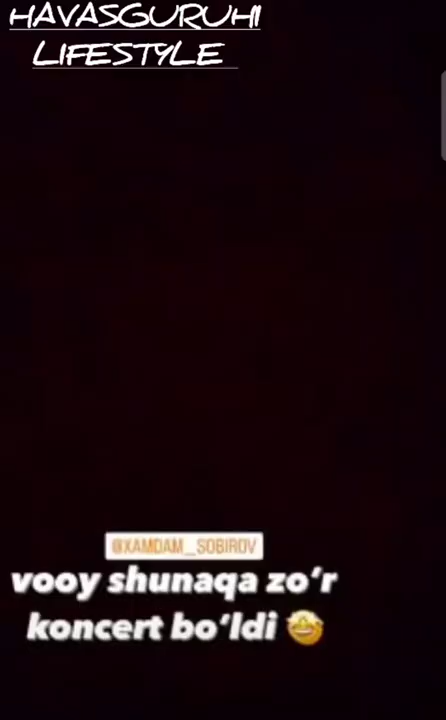 HAVASGURUHI
LIFESTYLE
@XAMDAM_SOBIROV
vooy shunaqa zo‘r
koncert bo‘ldi 🤩